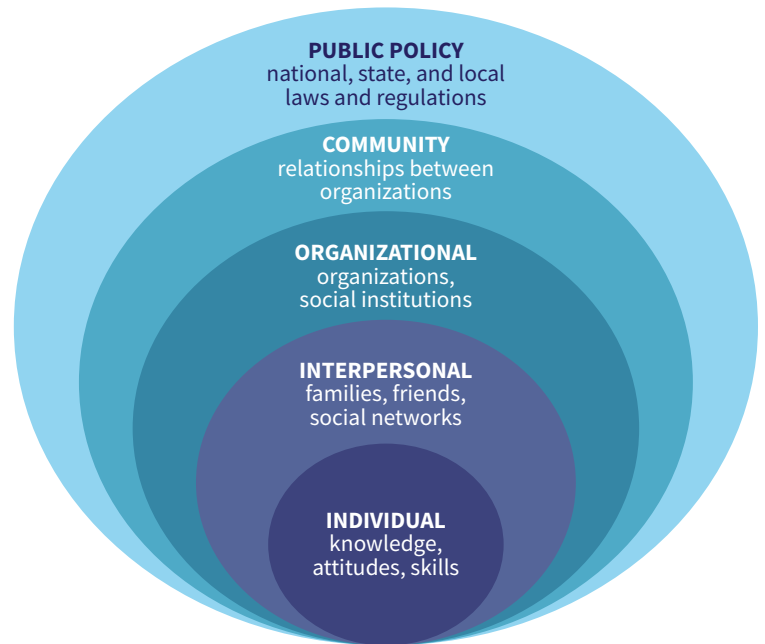 PUBLIC POLICY
national, state, and local
laws and regulations
COMMUNITY
relationships between
organizations
ORGANIZATIONAL
organizations,
social institutions
INTERPERSONAL
families, friends,
social networks
INDIVIDUAL
knowledge,
attitudes, skills